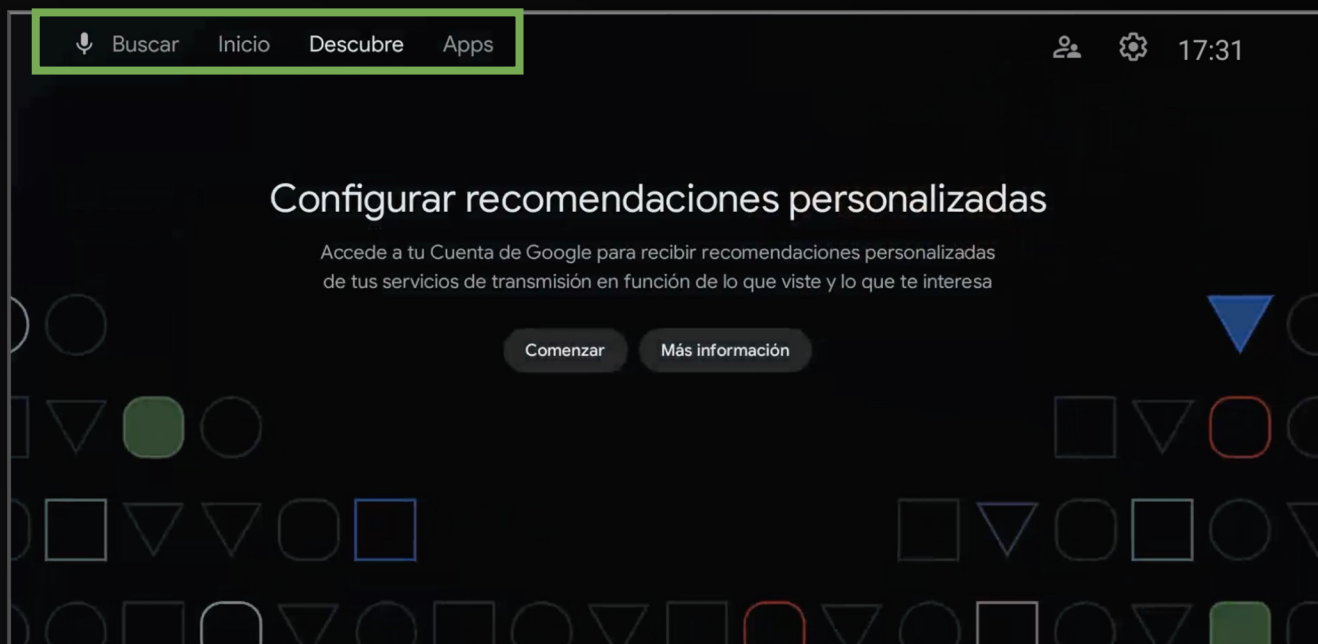 Buscar Inicio Descubre Apps 17:31
Configurar recomendaciones personalizadas
Accede a tu Cuenta de Google para recibir recomendaciones personalizadas
de tus servicios de transmisión en función de lo que viste y lo que te interesa
Comenzar Más información